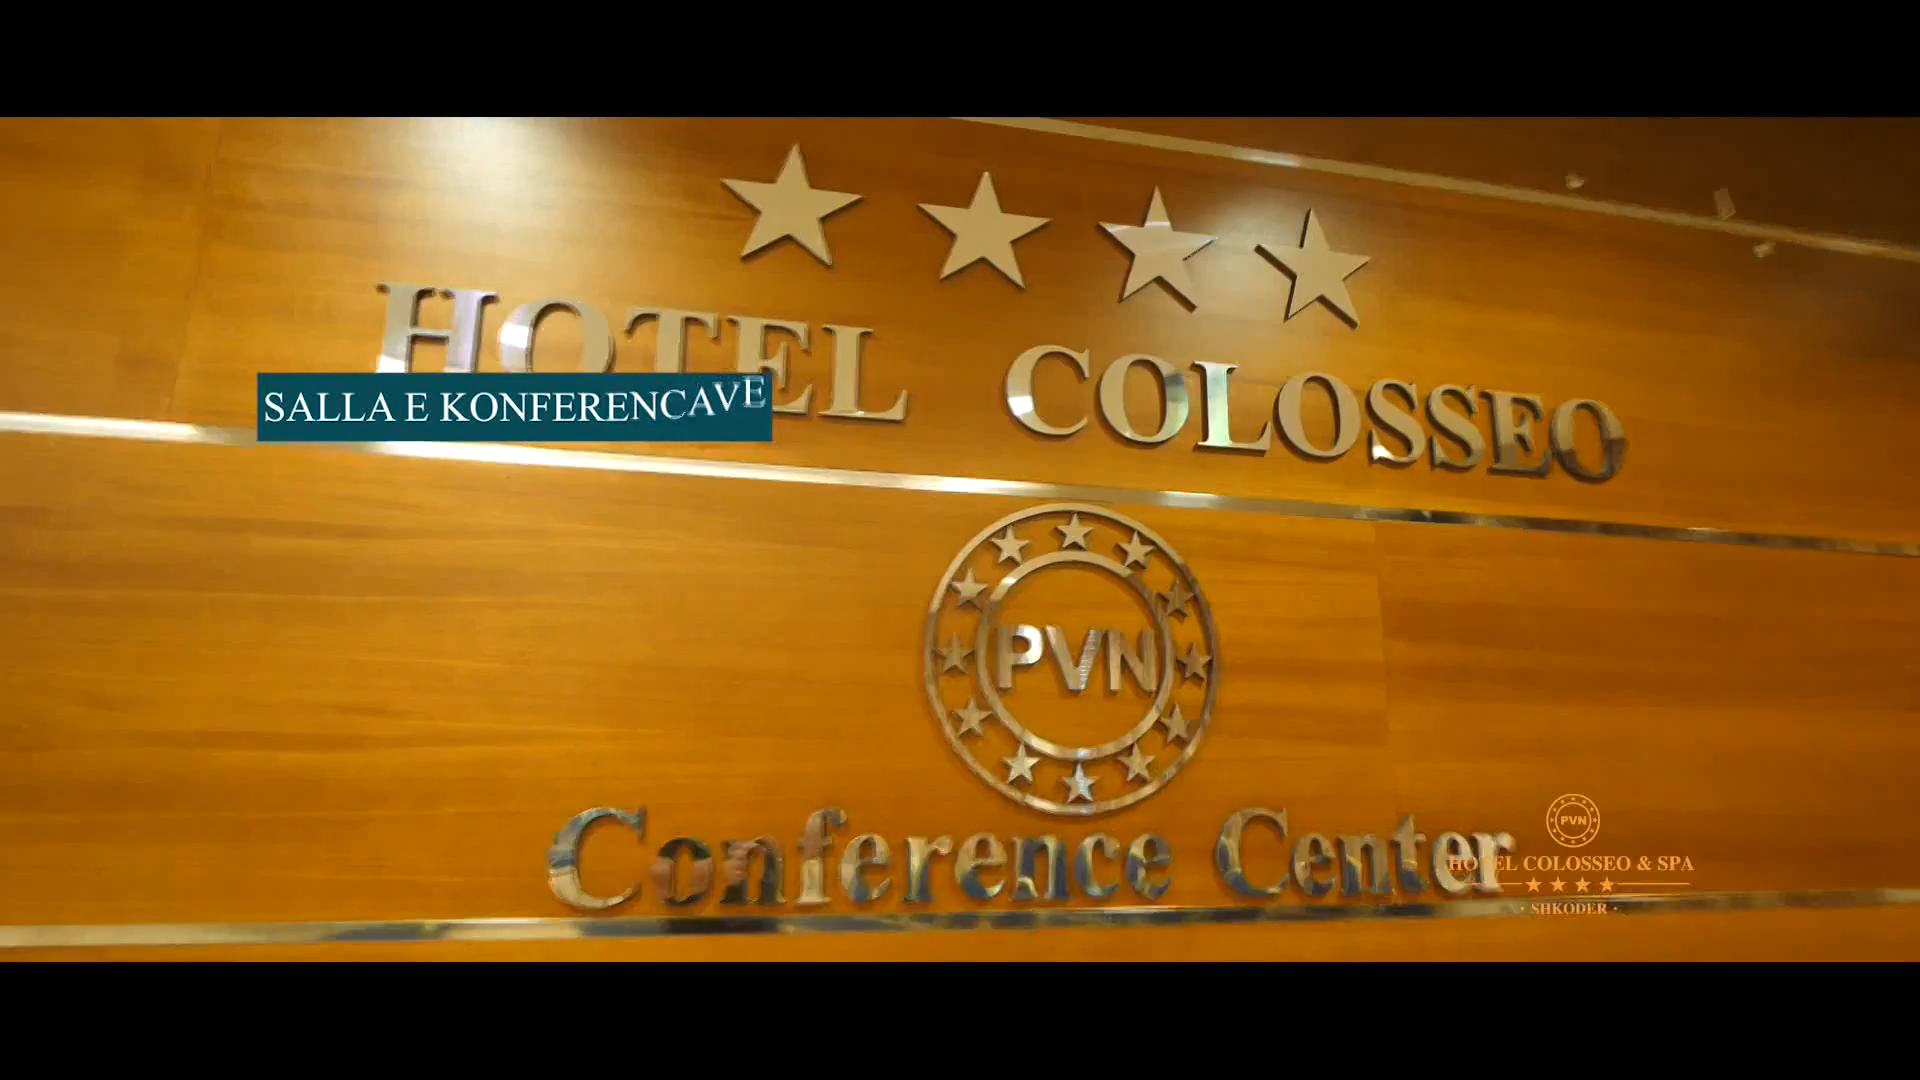 HOTEL COLOSSEO
SALLA E KONFERENCAVE
PVN
Conference Center
PVN
HOTEL COLOSSEO & SPA
· SHKODER ·